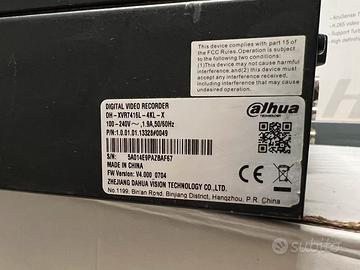 This device complies with part 15 of
the FCC Rules. Operation is subject
to the following two conditions: (1)
this device may not cause harmful
interference, and(2) this device must
accept any interference received,
including interference that may
cause undesired operation.
DIGITAL VIDEO RECORDER
DH-XVR7416L-4KL-X
100-240V~,1.9A,50/60Hz
P/N:1.0.01.01.13328#0049
S/N: 5A014E9PAZBAF67
MADE IN CHINA
FW Version: V4.000_0704
ZHEJIANG DAHUA VISION TECHNOLOGY CO.,LTD.
No.1199, Bin'an Road, Binjiang District, Hangzhou, P.R. China
alhua
TECHNOLOGY
subito